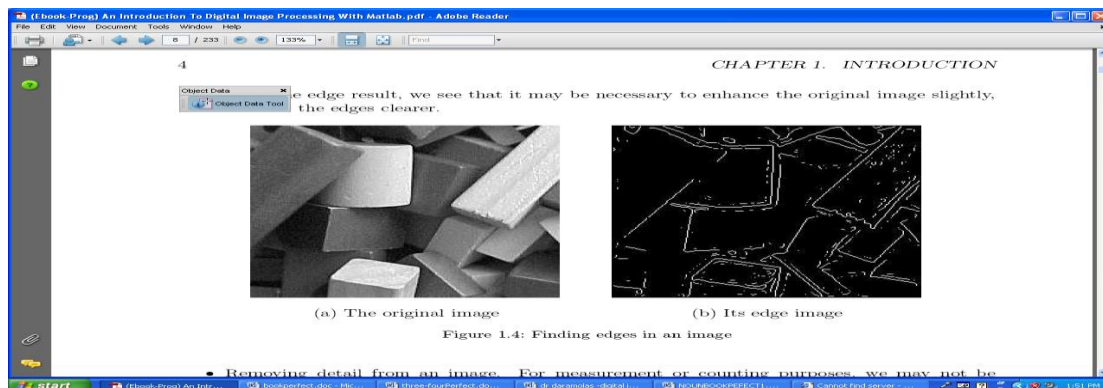 (Ebook-Prog) An Introduction To Digital Image Processing With Matlab.pdf - Adobe Reader
File Edit View Document Tools Window Help
8 / 233 133% Find
4 CHAPTER 1. INTRODUCTION
Object Data
Object Data Tool
e edge result, we see that it may be necessary to enhance the original image slightly,
the edges clearer.
(a) The original image
(b) Its edge image
Figure 1.4: Finding edges in an image
• Removing detail from an image. For measurement or counting purposes, we may not be
start (Ebook-Prog) An Intr... bookperfect.doc - Mic... three-fourPerfect.do... dr daramolas -digital i... NOUNBOOKPEFECT1.... Cannot find server - ... 1:51 PM